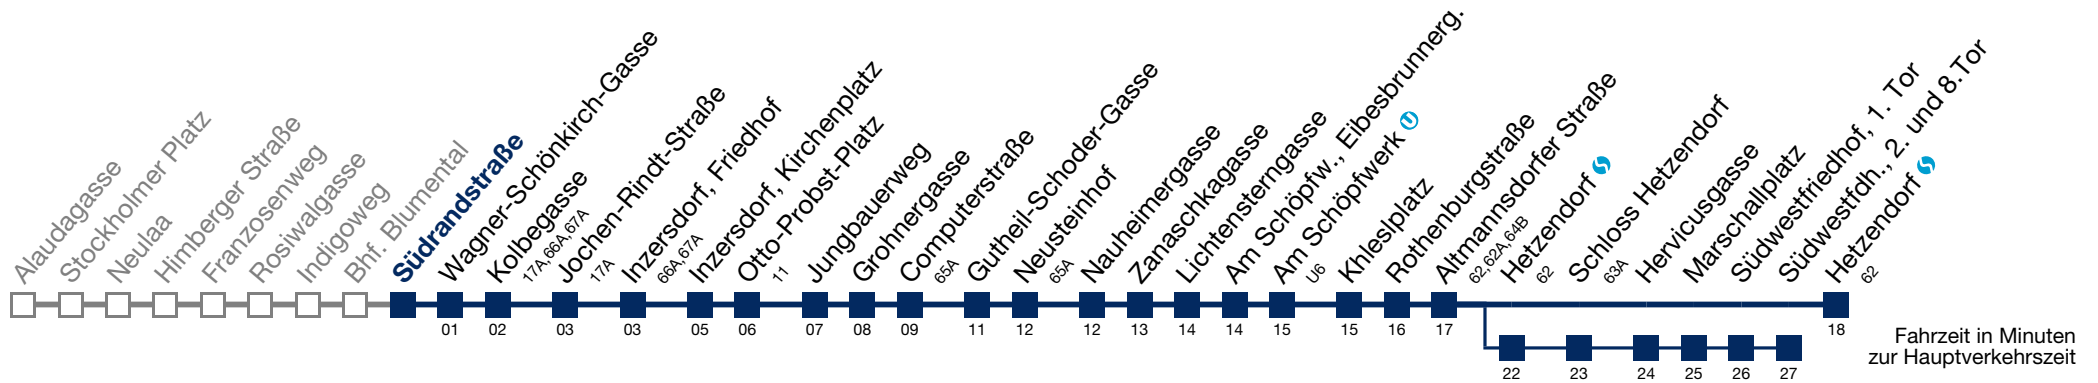 Alaudagasse
Stockholmer Platz
Neulaa
Himberger Straße
Franzosenweg
Rosiwalgasse
Indigoweg
Bhf. Blumental
Südrandstraße
Wagner-Schönkirch-Gasse
Kolbegasse
17A,66A,67A
Jochen-Rindt-Straße
17A
Inzersdorf, Friedhof
66A,67A
Inzersdorf, Kirchenplatz
Otto-Probst-Platz
11
Jungbauerweg
Grohnergasse
Computerstraße
65A
Gutheil-Schoder-Gasse
Neusteinhof
65A
Nauheimergasse
Zanaschkagasse
Lichtensterngasse
Am Schöpfw., Eibesbrunnerg.
Am Schöpfwerk U
U6
Khleslplatz
Rothenburgstraße
Altmannsdorfer Straße
62,62A,64B
Hetzendorf S
62
Schloss Hetzendorf
63A
Hervicusgasse
Marschallplatz
Südwestfriedhof, 1. Tor
Südwestfdh., 2. und 8.Tor
Hetzendorf S
62
01 02 03 03 05 06 07 08 09 11 12 12 13 14 14 15 15 16 17 18
22 23 24 25 26 27
Fahrzeit in Minuten
zur Hauptverkehrszeit